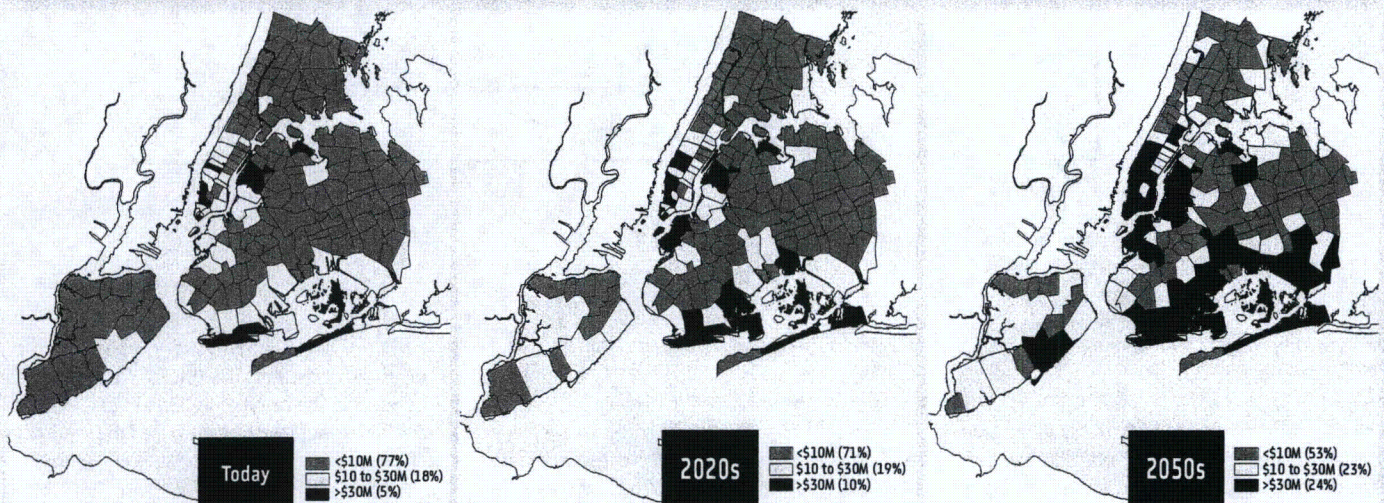 Today
<$10M (77%)
$10 to $30M (18%)
>$30M (5%)
2020s
<$10M (71%)
$10 to $30M (19%)
>$30M (10%)
2050s
<$10M (53%)
$10 to $30M (23%)
>$30M (24%)